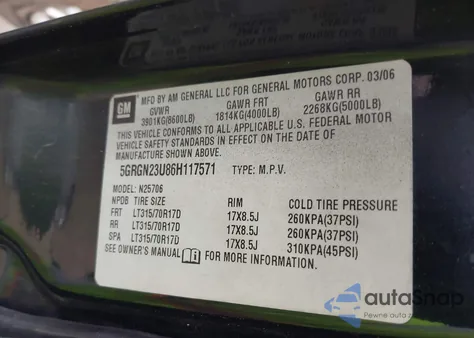 GM
MFD BY AM GENERAL LLC FOR GENERAL MOTORS CORP. 03/06
GVWR GAWR FRT GAWR RR
3901KG(8600LB) 1814KG(4000LB) 2268KG(5000LB)
THIS VEHICLE CONFORMS TO ALL APPLICABLE U.S. FEDERAL MOTOR
VEHICLE SAFETY STANDARDS IN EFFECT ON THE DATE OF
MANUFACTURE SHOWN ABOVE.
5GRGN23U86H117571 TYPE: M.P.V.
MODEL: N25706
NPDB TIRE SIZE RIM COLD TIRE PRESSURE
FRT LT315/70R17D 17X8.5J 260KPA(37PSI)
RR LT315/70R17D 17X8.5J 260KPA(37PSI)
SPA LT315/70R17D 17X8.5J 310KPA(45PSI)
SEE OWNER'S MANUAL FOR MORE INFORMATION.
autoSnap
Pewne auta z